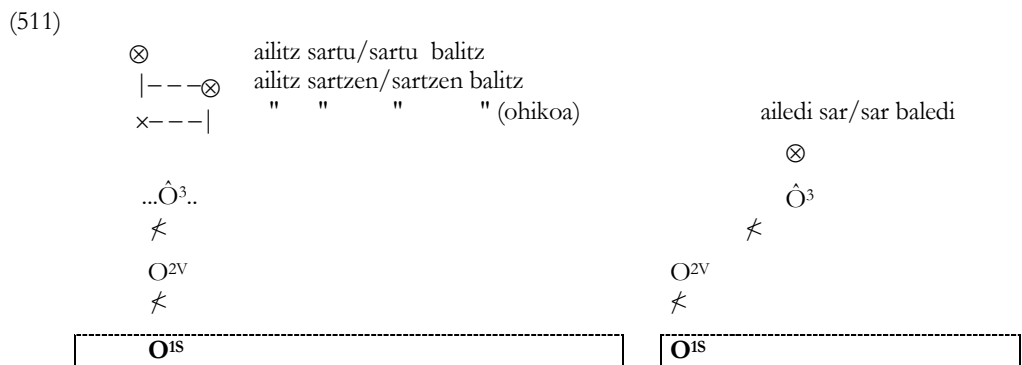 (511)
⊗ ailitz sartu/sartu balitz
|−−−⊗ ailitz sartzen/sartzen balitz
×−−−| " " " " (ohikoa) ailedi sar/sar baledi
⊗
...Ô³.. Ô³
≮ ≮
O²ⱽ O²ⱽ
≮ ≮
O¹ˢ O¹ˢ